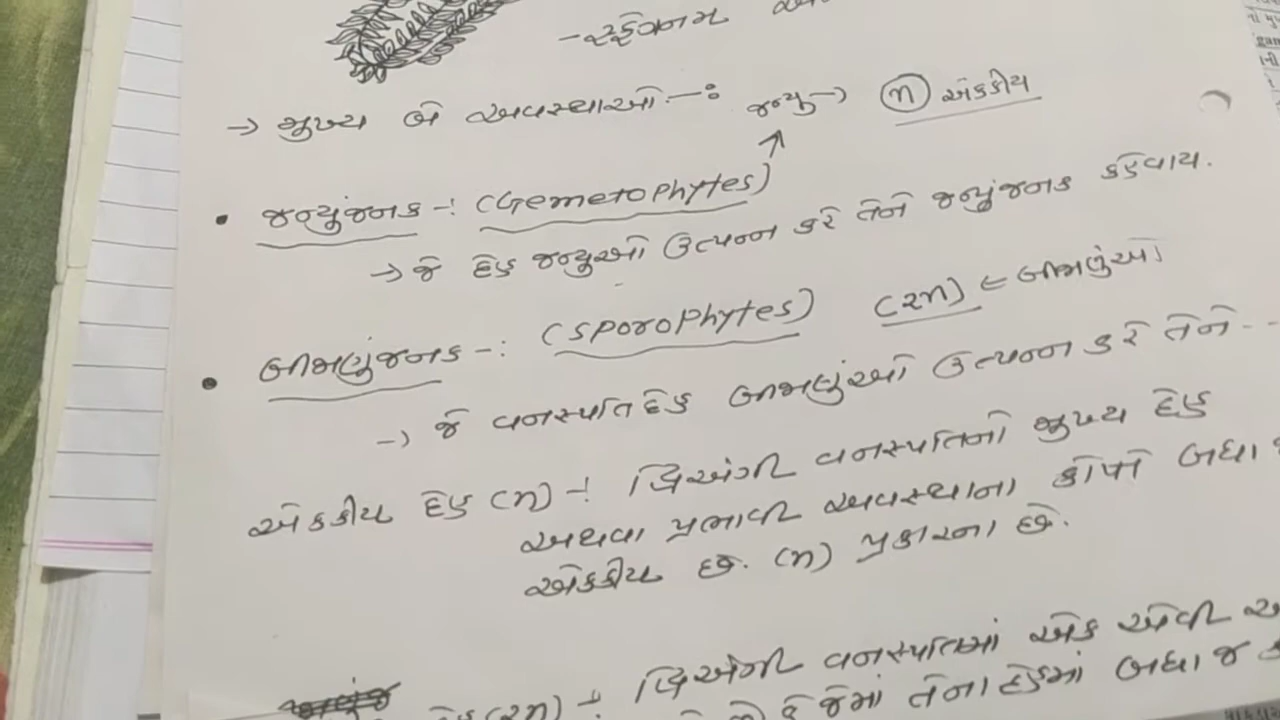 -સ્ફેગ્નમ
→ મુખ્ય બે અવસ્થાઓ :- જન્યુ → (n) એકકીય
• જન્યુજનક -: (Gemetophytes)
→ જે દેહ જન્યુઓ ઉત્પન્ન કરે તેને જન્યુજનક કહેવાય.
• બીજાણુજનક -: (Sporophytes) (2n) ← બીજાણુંઓ
→ જે વનસ્પતિ દેહ બીજાણુંઓ ઉત્પન્ન કરે તેને --
એકકીય દેહ (n) -: દ્વિઅંગી વનસ્પતિનો મુખ્ય દેહ
અથવા પ્રભાવી અવસ્થાના કોષો બધા જ
એકકીય છે. (n) પ્રકારના છે.
(2n) -: દ્વિઅંગી વનસ્પતિમાં એક એવી
જેમાં તેના દેહમાં બધા જ